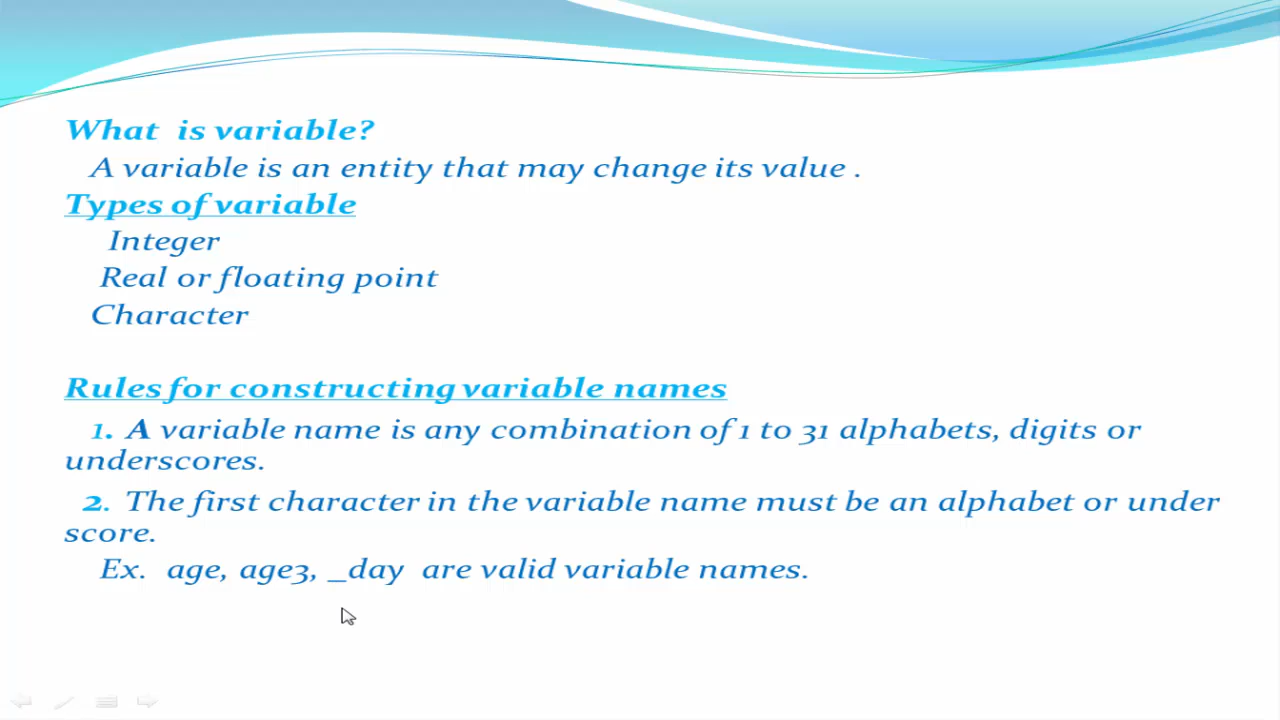 What is variable?
A variable is an entity that may change its value .
Types of variable
Integer
Real or floating point
Character
Rules for constructing variable names
1. A variable name is any combination of 1 to 31 alphabets, digits or
underscores.
2. The first character in the variable name must be an alphabet or under
score.
Ex. age, age3, _day are valid variable names.